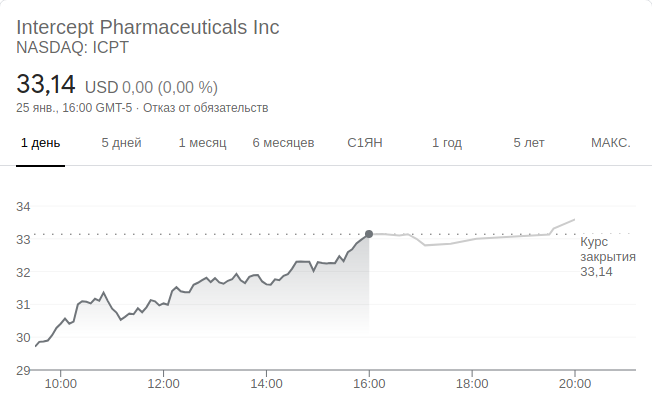 Intercept Pharmaceuticals Inc
NASDAQ: ICPT
33,14 USD 0,00 (0,00 %)
25 янв., 16:00 GMT-5 · Отказ от обязательств
1 день 5 дней 1 месяц 6 месяцев С1ЯН 1 год 5 лет МАКС.
34
33
32
31
30
29
Курс
закрытия
33,14
10:00 12:00 14:00 16:00 18:00 20:00